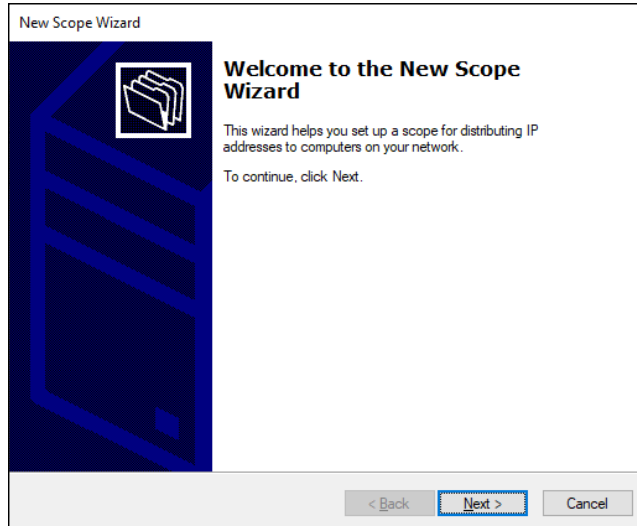 New Scope Wizard
Welcome to the New Scope
Wizard
This wizard helps you set up a scope for distributing IP
addresses to computers on your network.
To continue, click Next.
< Back
Next >
Cancel